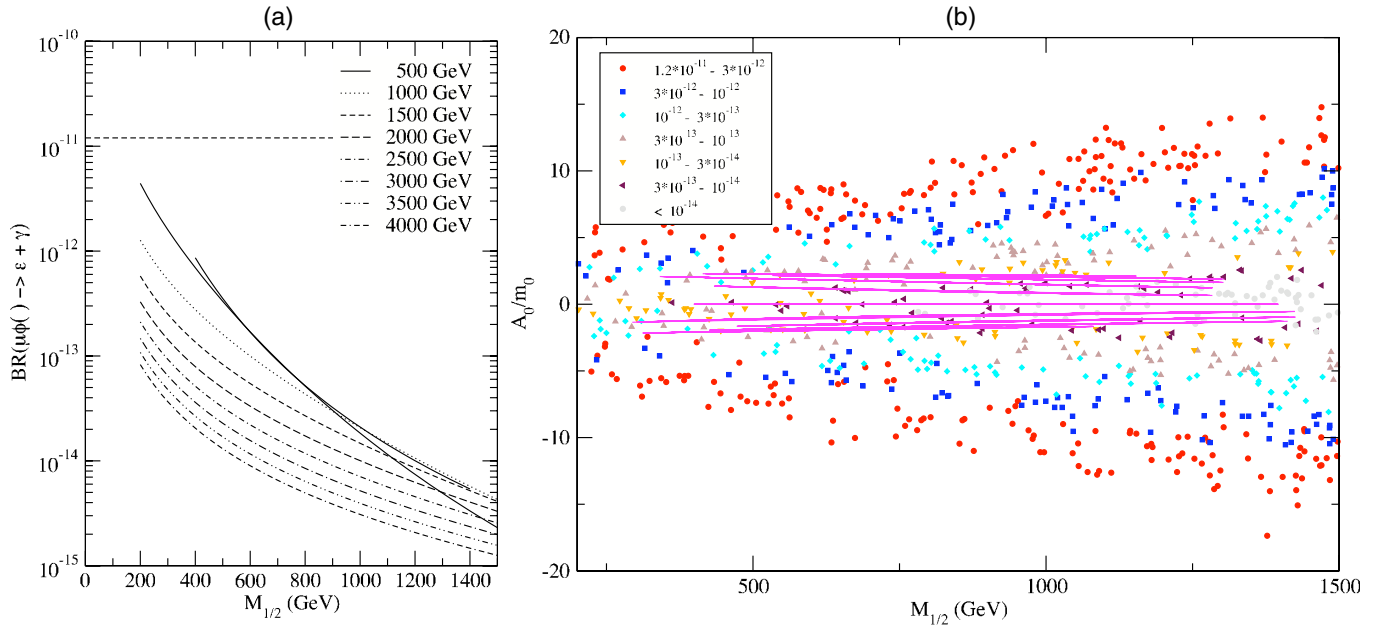 (a)
10^-10
10^-11
10^-12
10^-13
10^-14
10^-15
BR(μϕ() −> ε + γ)
500 GeV
1000 GeV
1500 GeV
2000 GeV
2500 GeV
3000 GeV
3500 GeV
4000 GeV
0 200 400 600 800 1000 1200 1400
M_1/2 (GeV)
(b)
20
10
0
-10
-20
A_0/m_0
1.2*10^-11 - 3*10^-12
3*10^-12 - 10^-12
10^-12 - 3*10^-13
3*10^13 - 10^13
10^-13 - 3*10^-14
3*10^-13 - 10^-14
< 10^-14
500 1000 1500
M_1/2 (GeV)